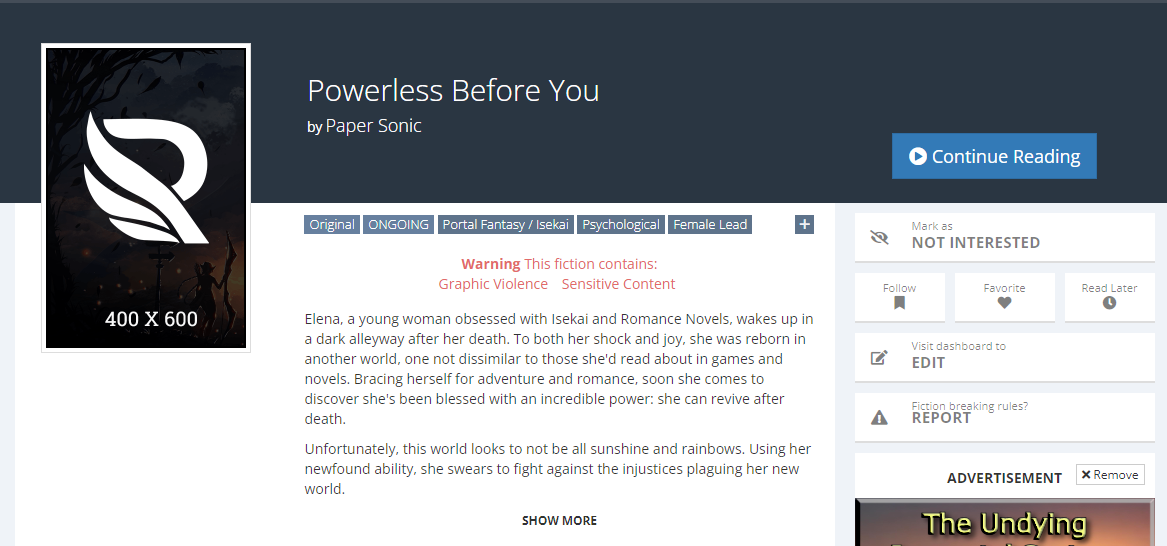 Powerless Before You
by Paper Sonic
Continue Reading
400 X 600
Original ONGOING Portal Fantasy / Isekai Psychological Female Lead
Warning This fiction contains:
Graphic Violence Sensitive Content
Elena, a young woman obsessed with Isekai and Romance Novels, wakes up in
a dark alleyway after her death. To both her shock and joy, she was reborn in
another world, one not dissimilar to those she'd read about in games and
novels. Bracing herself for adventure and romance, soon she comes to
discover she's been blessed with an incredible power: she can revive after
death.
Unfortunately, this world looks to not be all sunshine and rainbows. Using her
newfound ability, she swears to fight against the injustices plaguing her new
world.
SHOW MORE
Mark as
NOT INTERESTED
Follow
Favorite
Read Later
Visit dashboard to
EDIT
Fiction breaking rules?
REPORT
ADVERTISEMENT
Remove
The Undying